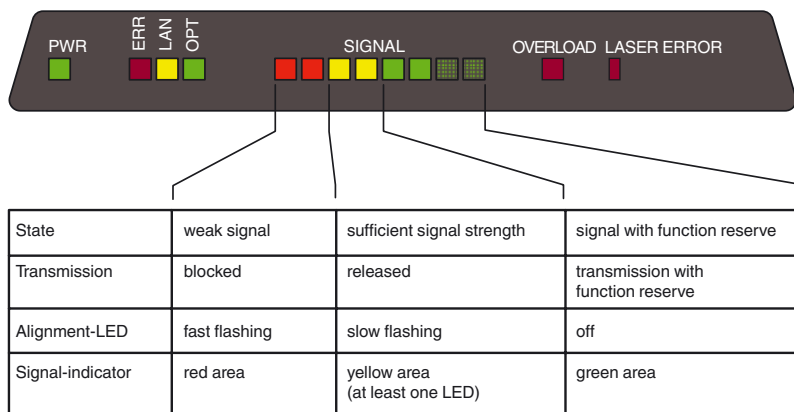 PWR
ERR
LAN
OPT
SIGNAL
OVERLOAD LASER ERROR
State weak signal sufficient signal strength signal with function reserve
Transmission blocked released transmission with
function reserve
Alignment-LED fast flashing slow flashing off
Signal-indicator red area yellow area green area
(at least one LED)